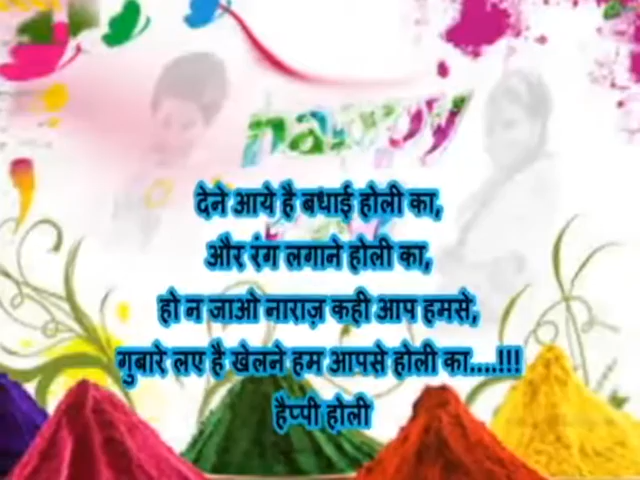 happy
देने आये है बधाई होली का,
और रंग लगाने होली का,
हो न जाओ नाराज़ कही आप हमसे,
गुबारे लए है खेलने हम आपसे होली का....!!!
हैप्पी होली